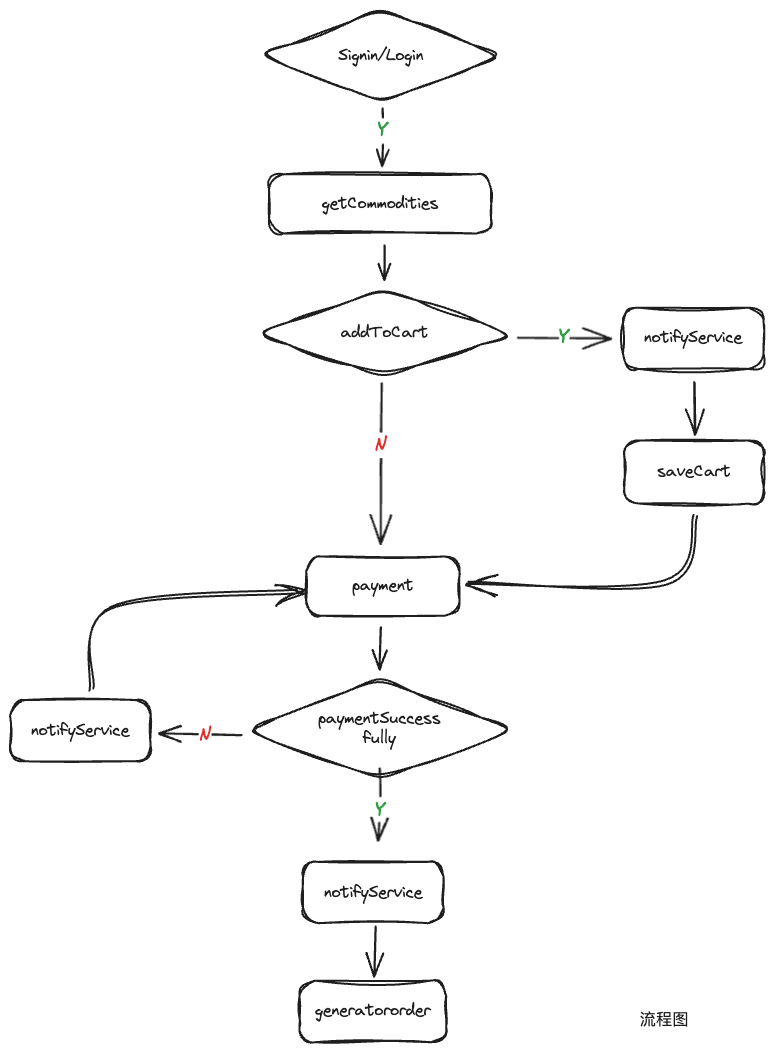 Signin/Login
Y
getCommodities
addToCart
Y
notifyService
N
saveCart
payment
notifyService
N
paymentSuccess
fully
Y
notifyService
generatororder
流程图